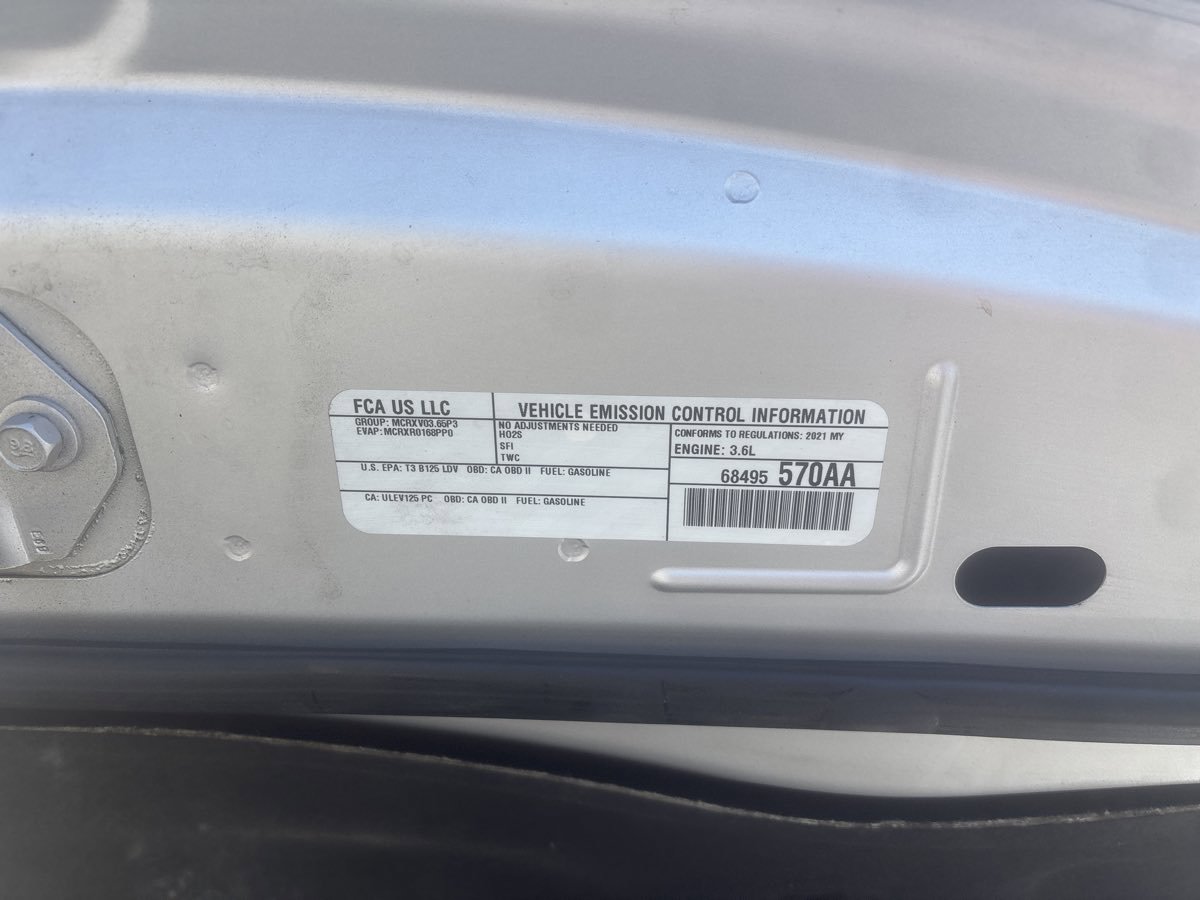 FCA US LLC
GROUP: MCRXV03.65P3
EVAP: MCRXR0168PP0
VEHICLE EMISSION CONTROL INFORMATION
NO ADJUSTMENTS NEEDED
HO2S
SFI
TWC
CONFORMS TO REGULATIONS: 2021 MY
ENGINE: 3.6L
U.S. EPA: T3 B125 LDV OBD: CA OBD II FUEL: GASOLINE
68495 570AA
CA: ULEV125 PC OBD: CA OBD II FUEL: GASOLINE